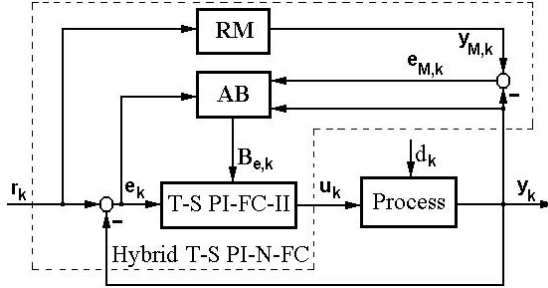 RM
y_M,k
e_M,k
AB
B_e,k
d_k
r_k
e_k
T-S PI-FC-II
u_k
Process
y_k
Hybrid T-S PI-N-FC